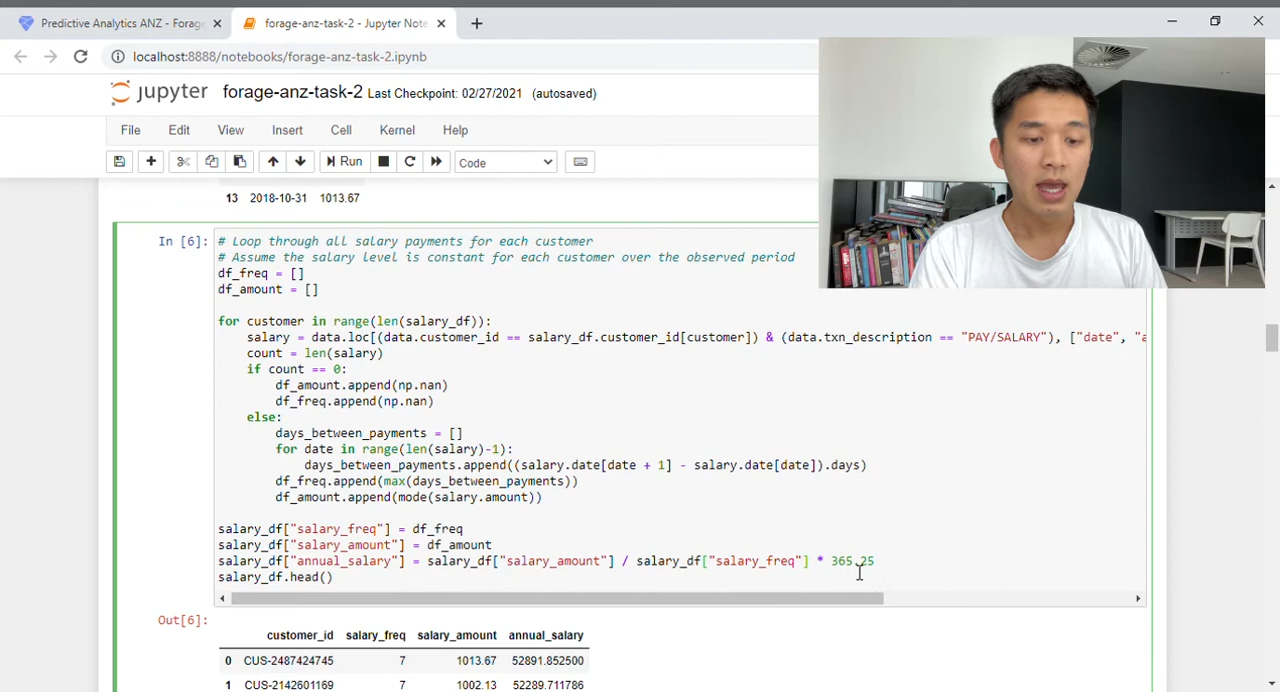 Predictive Analytics ANZ - Forag
forage-anz-task-2 - Jupyter Note
localhost:8888/notebooks/forage-anz-task-2.ipynb
jupyter forage-anz-task-2 Last Checkpoint: 02/27/2021 (autosaved)
File Edit View Insert Cell Kernel Help
Run Code
13 2018-10-31 1013.67
In [6]: # Loop through all salary payments for each customer
# Assume the salary level is constant for each customer over the observed period
df_freq = []
df_amount = []
for customer in range(len(salary_df)):
salary = data.loc[(data.customer_id == salary_df.customer_id[customer]) & (data.txn_description == "PAY/SALARY"), ["date", "a
count = len(salary)
if count == 0:
df_amount.append(np.nan)
df_freq.append(np.nan)
else:
days_between_payments = []
for date in range(len(salary)-1):
days_between_payments.append((salary.date[date + 1] - salary.date[date]).days)
df_freq.append(max(days_between_payments))
df_amount.append(mode(salary.amount))
salary_df["salary_freq"] = df_freq
salary_df["salary_amount"] = df_amount
salary_df["annual_salary"] = salary_df["salary_amount"] / salary_df["salary_freq"] * 365.25
salary_df.head()
Out[6]:
customer_id salary_freq salary_amount annual_salary
0 CUS-2487424745 7 1013.67 52891.852500
1 CUS-2142601169 7 1002.13 52289.711786